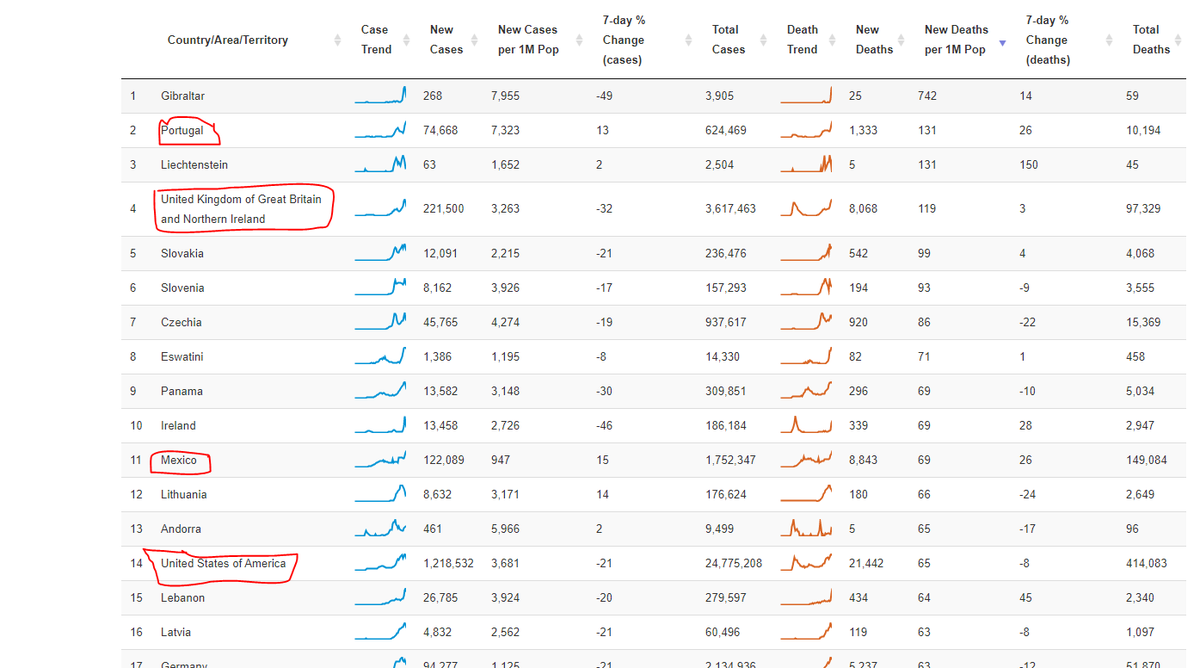 Country/Area/Territory Case Trend New Cases New Cases per 1M Pop 7-day % Change (cases) Total Cases Death Trend New Deaths New Deaths per 1M Pop 7-day % Change (deaths) Total Deaths
1 Gibraltar 268 7,955 -49 3,905 25 742 14 59
2 Portugal 74,668 7,323 13 624,469 1,333 131 26 10,194
3 Liechtenstein 63 1,652 2 2,504 5 131 150 45
4 United Kingdom of Great Britain and Northern Ireland 221,500 3,263 -32 3,617,463 8,068 119 3 97,329
5 Slovakia 12,091 2,215 -21 236,476 542 99 4 4,068
6 Slovenia 8,162 3,926 -17 157,293 194 93 -9 3,555
7 Czechia 45,765 4,274 -19 937,617 920 86 -22 15,369
8 Eswatini 1,386 1,195 -8 14,330 82 71 1 458
9 Panama 13,582 3,148 -30 309,851 296 69 -10 5,034
10 Ireland 13,458 2,726 -46 186,184 339 69 28 2,947
11 Mexico 122,089 947 15 1,752,347 8,843 69 26 149,084
12 Lithuania 8,632 3,171 14 176,624 180 66 -24 2,649
13 Andorra 461 5,966 2 9,499 5 65 -17 96
14 United States of America 1,218,532 3,681 -21 24,775,208 21,442 65 -8 414,083
15 Lebanon 26,785 3,924 -20 279,597 434 64 45 2,340
16 Latvia 4,832 2,562 -21 60,496 119 63 -8 1,097
17 Germany 94,277 1,125 -21 2,134,936 5,237 63 -12 51,870